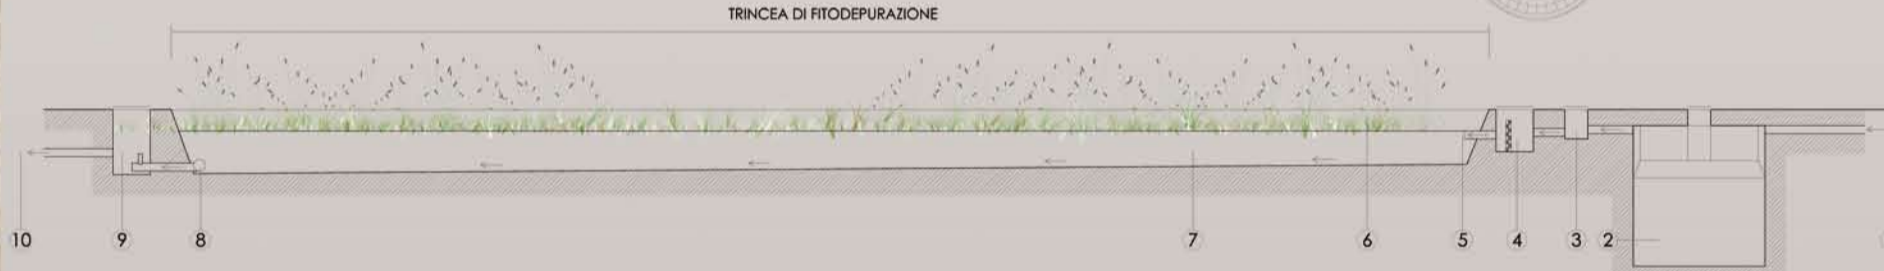 TRINCEA DI FITODEPURAZIONE
10 9 8 7 6 5 4 3 2